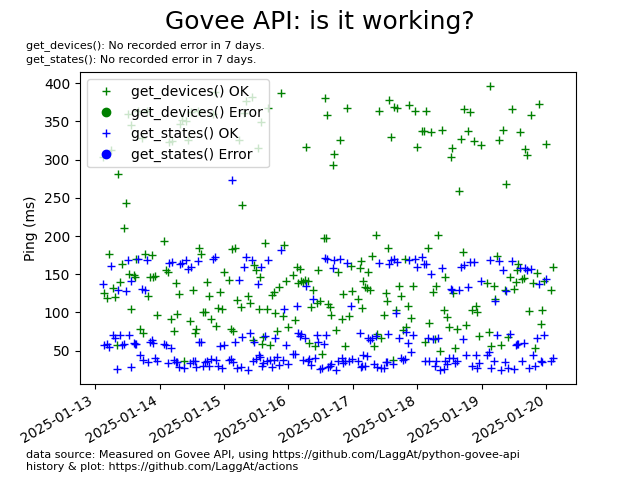 Govee API: is it working?
get_devices(): No recorded error in 7 days.
get_states(): No recorded error in 7 days.
get_devices() OK
get_devices() Error
get_states() OK
get_states() Error
Ping (ms)
400
350
300
250
200
150
100
50
2025-01-13
2025-01-14
2025-01-15
2025-01-16
2025-01-17
2025-01-18
2025-01-19
2025-01-20
data source: Measured on Govee API, using https://github.com/LaggAt/python-govee-api
history & plot: https://github.com/LaggAt/actions